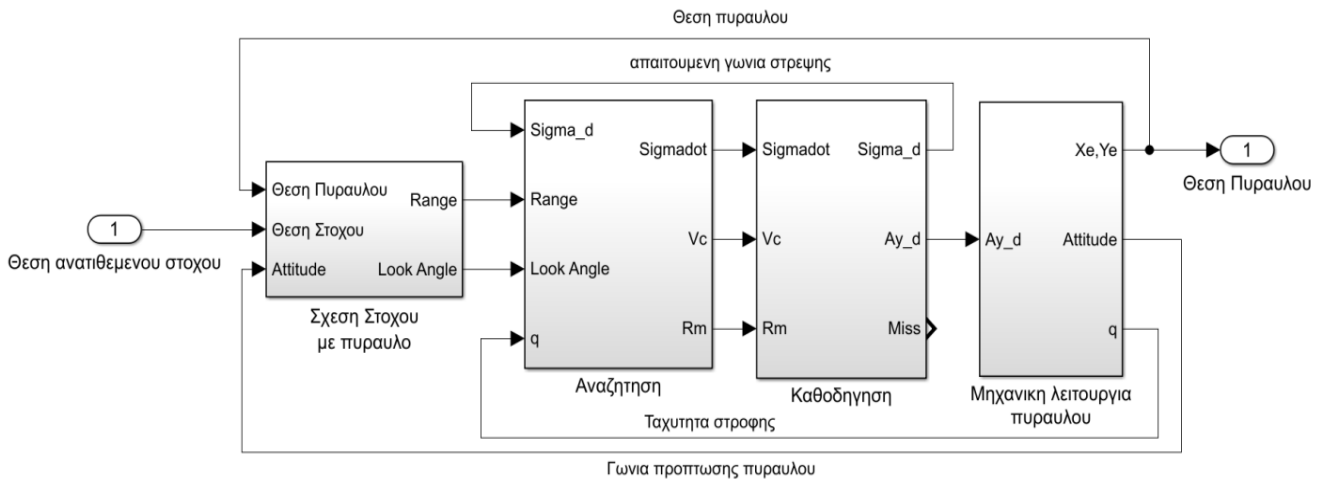 Θεση πυραυλου
απαιτουμενη γωνια στρεψης
Sigma_d
Sigmadot
Range
Vc
Look Angle
Rm
q
Αναζητηση
Sigmadot
Sigma_d
Vc
Ay_d
Rm
Miss
Καθοδηγηση
Xe,Ye
Ay_d
Attitude
q
Μηχανικη λειτουργια
πυραυλου
1
Θεση Πυραυλου
Θεση Πυραυλου
Range
Θεση Στοχου
Attitude
Look Angle
Σχεση Στοχου
με πυραυλο
1
Θεση ανατιθεμενου στοχου
Ταχυτητα στροφης
Γωνια προπτωσης πυραυλου